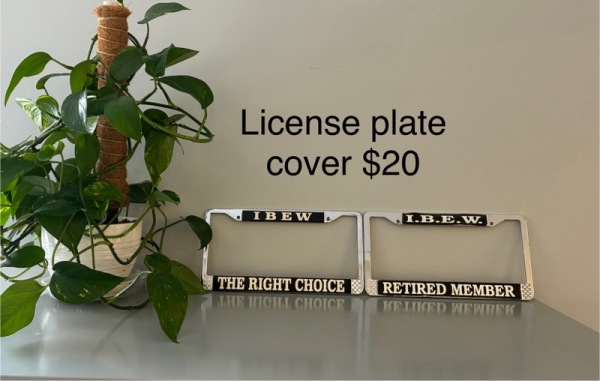 License plate
cover $20
IBEW
I.B.E.W.
THE RIGHT CHOICE
RETIRED MEMBER